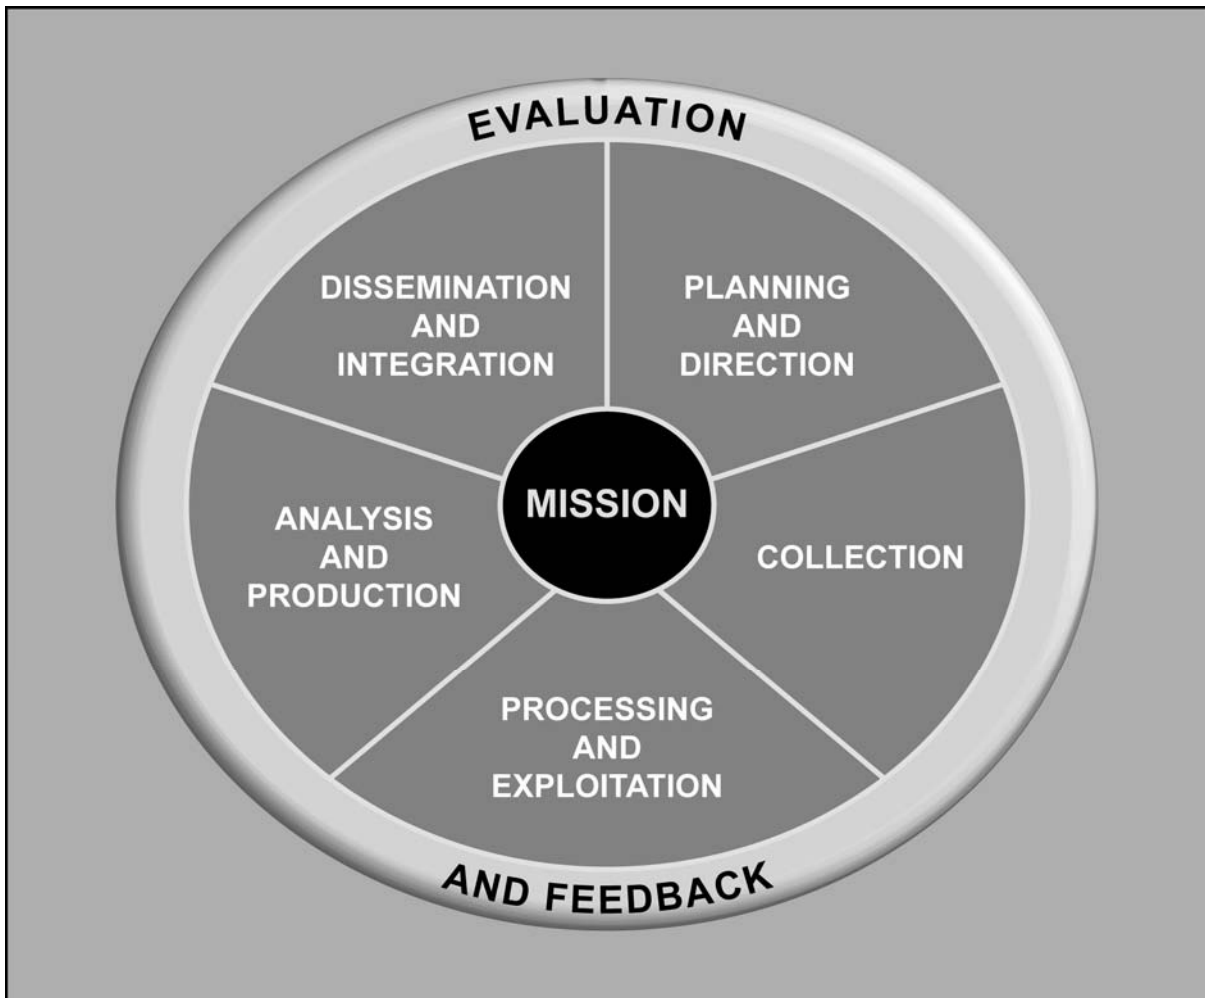 EVALUATION
DISSEMINATION
AND
INTEGRATION
PLANNING
AND
DIRECTION
MISSION
ANALYSIS
AND
PRODUCTION
COLLECTION
PROCESSING
AND
EXPLOITATION
AND FEEDBACK